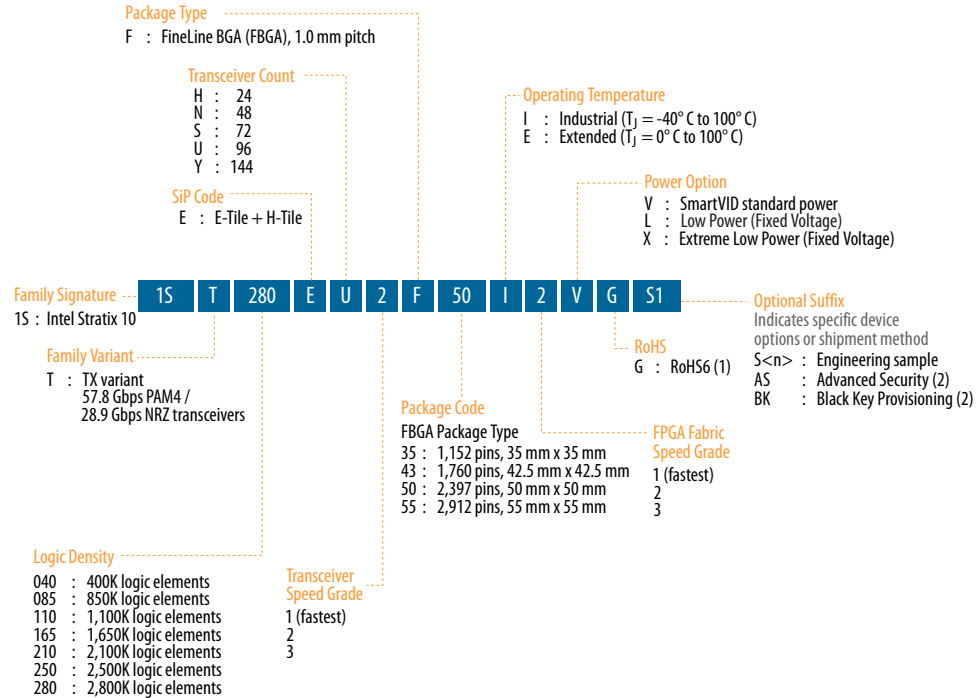 Package Type
F : FineLine BGA (FBGA), 1.0 mm pitch
Transceiver Count
H : 24
N : 48
S : 72
U : 96
Y : 144
Operating Temperature
I : Industrial (TJ = -40° C to 100° C)
E : Extended (TJ = 0° C to 100° C)
SiP Code
E : E-Tile + H-Tile
Power Option
V : SmartVID standard power
L : Low Power (Fixed Voltage)
X : Extreme Low Power (Fixed Voltage)
Family Signature
1S : Intel Stratix 10
1S T 280 E U 2 F 50 I 2 V G S1
Optional Suffix
Indicates specific device
options or shipment method
S<n> : Engineering sample
AS : Advanced Security (2)
BK : Black Key Provisioning (2)
Family Variant
T : TX variant
57.8 Gbps PAM4 /
28.9 Gbps NRZ transceivers
RoHS
G : RoHS6 (1)
Package Code
FBGA Package Type
35 : 1,152 pins, 35 mm x 35 mm
43 : 1,760 pins, 42.5 mm x 42.5 mm
50 : 2,397 pins, 50 mm x 50 mm
55 : 2,912 pins, 55 mm x 55 mm
FPGA Fabric
Speed Grade
1 (fastest)
2
3
Logic Density
040 : 400K logic elements
085 : 850K logic elements
110 : 1,100K logic elements
165 : 1,650K logic elements
210 : 2,100K logic elements
250 : 2,500K logic elements
280 : 2,800K logic elements
Transceiver
Speed Grade
1 (fastest)
2
3